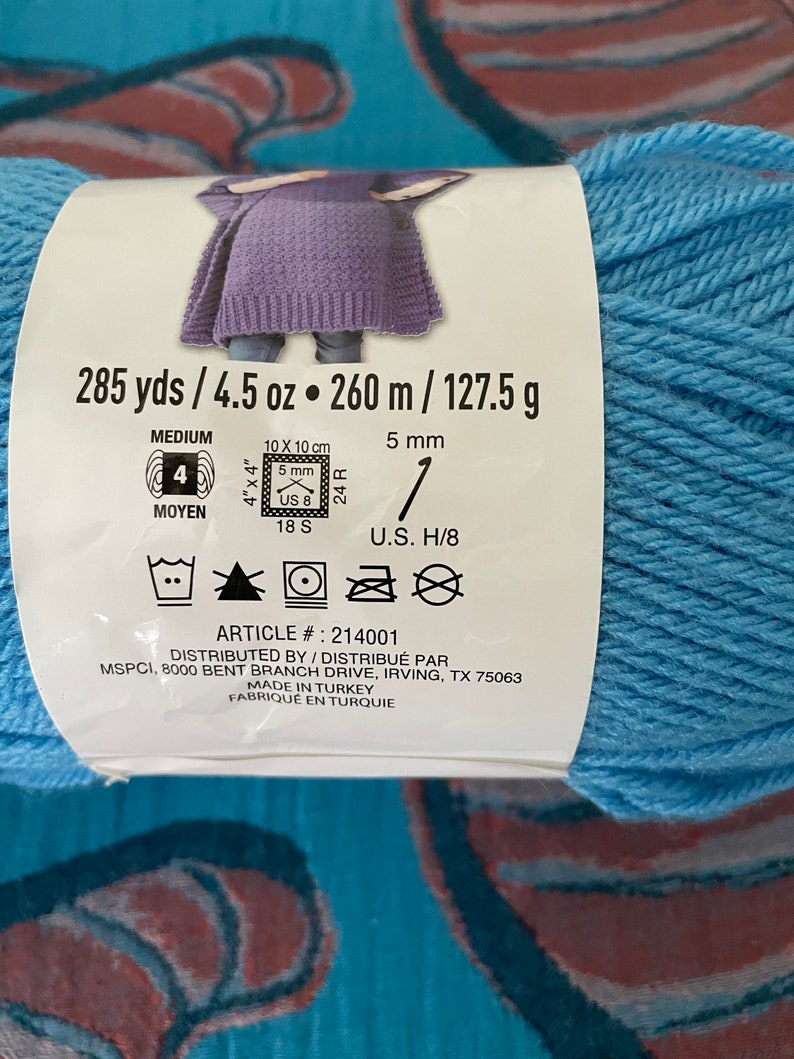 285 yds / 4.5 oz • 260 m / 127.5 g
MEDIUM
4
MOYEN
10 X 10 cm
4" x 4"
5 mm
US 8
24 R
18 S
5 mm
U.S. H/8
ARTICLE # : 214001
DISTRIBUTED BY / DISTRIBUÉ PAR
MSPCI, 8000 BENT BRANCH DRIVE, IRVING, TX 75063
MADE IN TURKEY
FABRIQUÉ EN TURQUIE